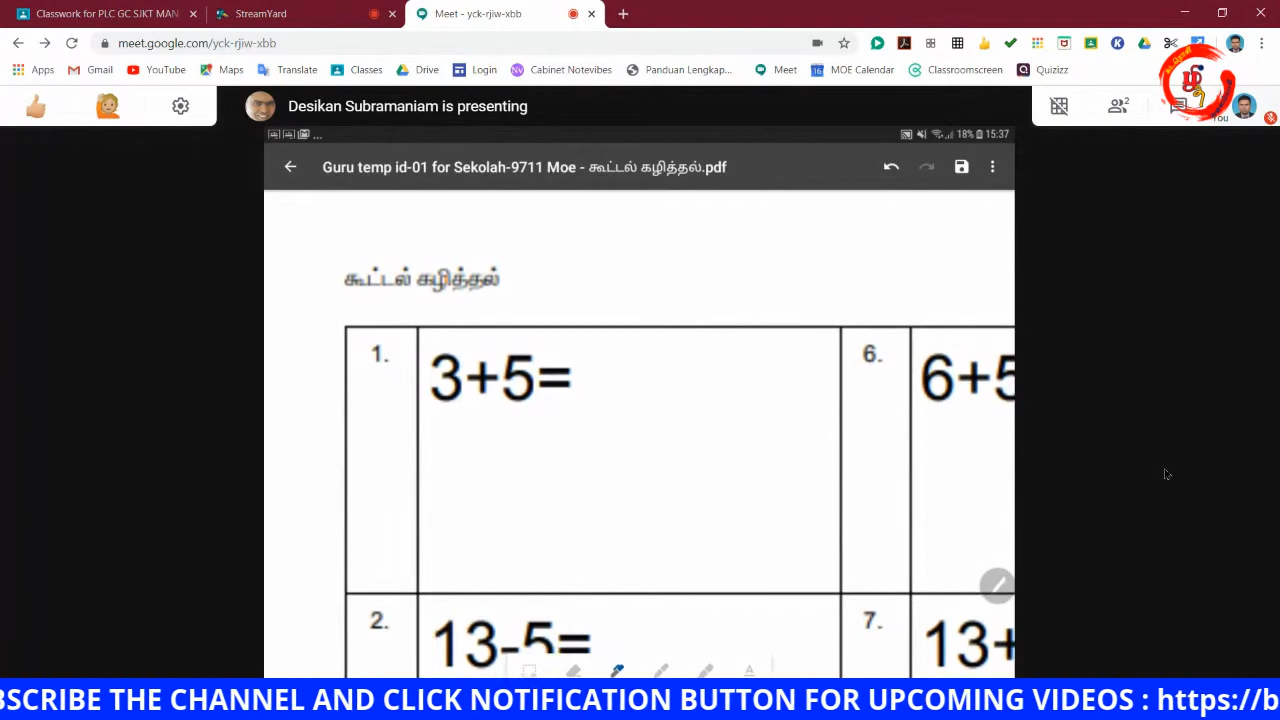 Classwork for PLC GC SJKT MAN
StreamYard
Meet - yck-rjiw-xbb
meet.google.com/yck-rjiw-xbb
Apps
Gmail
YouTube
Maps
Translate
Classes
Drive
Login
Cabinet Notevibes
Panduan Lengkap...
Meet
MOE Calendar
Classroomscreen
Quizizz
Desikan Subramaniam is presenting
2
You
18% 15:37
Guru temp id-01 for Sekolah-9711 Moe - கூட்டல் கழித்தல்.pdf
கூட்டல் கழித்தல்
1. 3+5=
6. 6+5
2. 13-5=
7. 13+
BSCRIBE THE CHANNEL AND CLICK NOTIFICATION BUTTON FOR UPCOMING VIDEOS : https://b